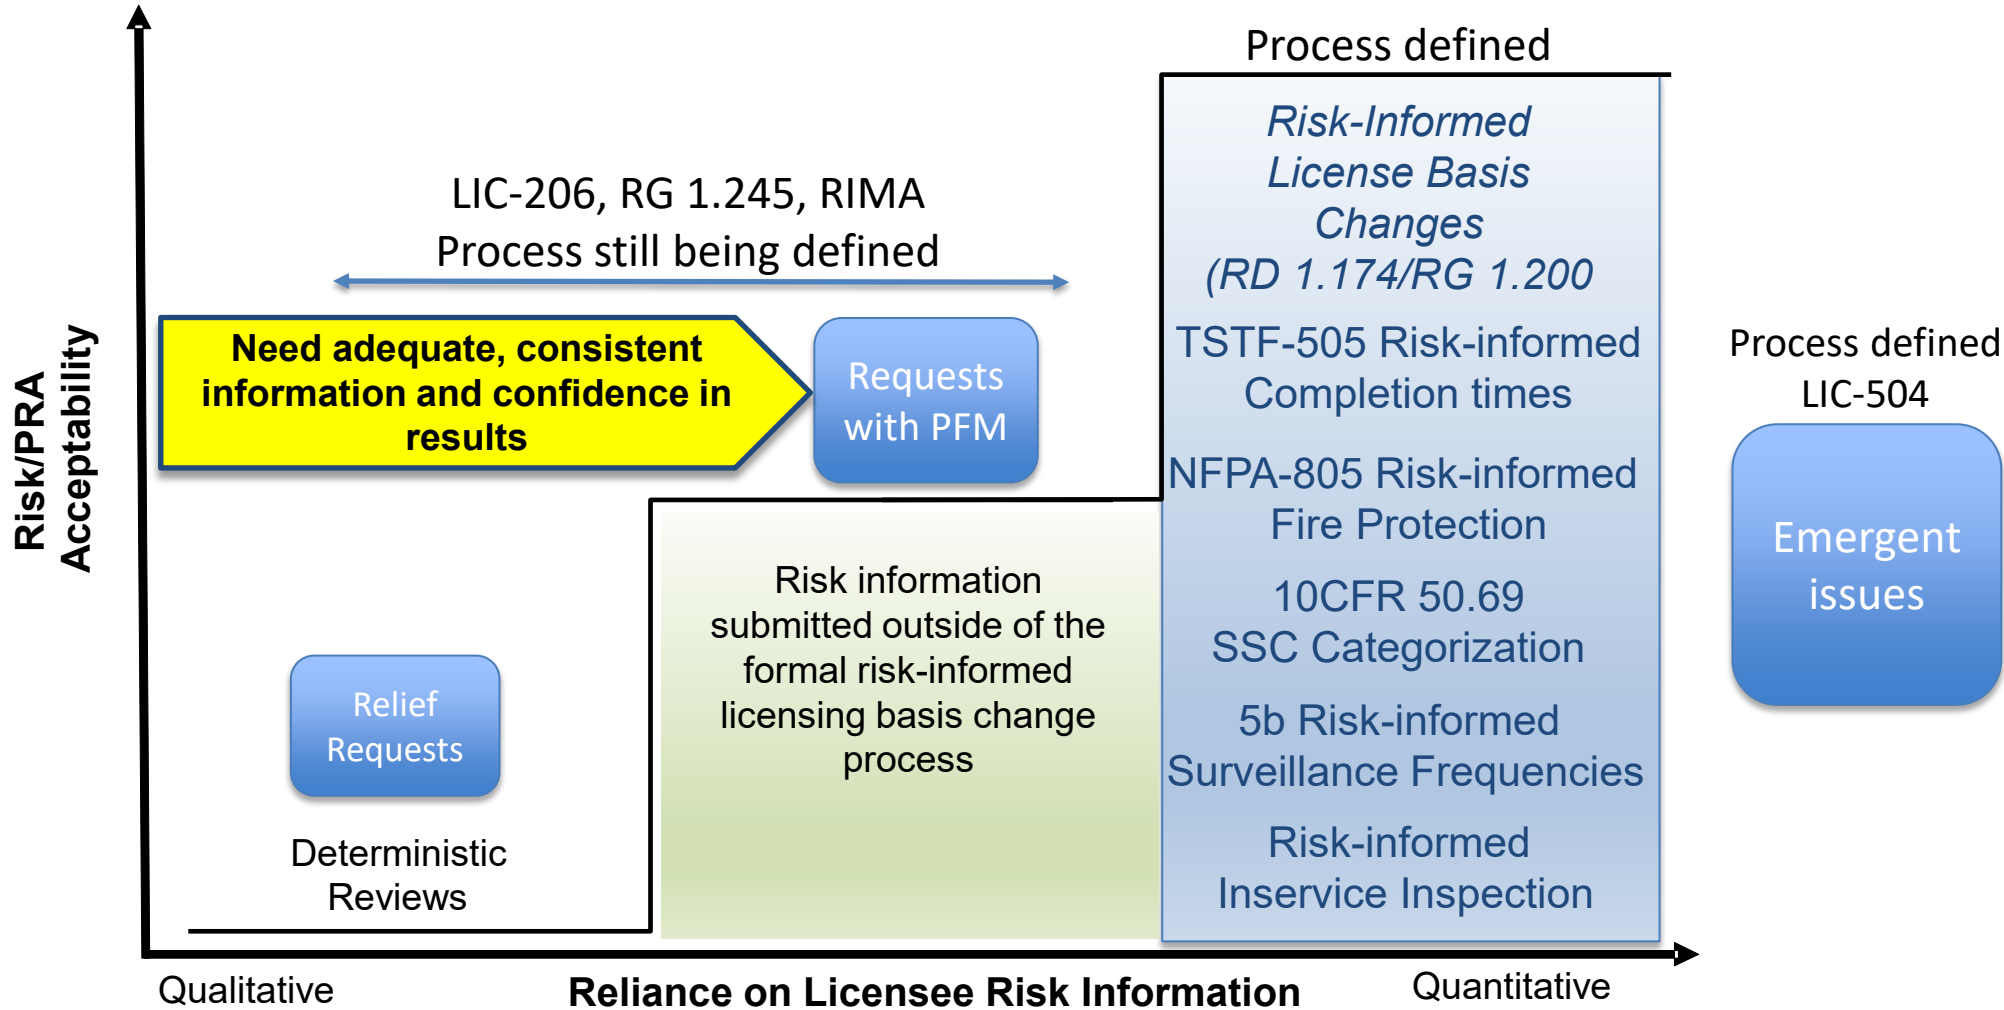 Process defined
Risk-Informed
License Basis
Changes
(RD 1.174/RG 1.200
TSTF-505 Risk-informed
Completion times
NFPA-805 Risk-informed
Fire Protection
10CFR 50.69
SSC Categorization
5b Risk-informed
Surveillance Frequencies
Risk-informed
Inservice Inspection
LIC-206, RG 1.245, RIMA
Process still being defined
Need adequate, consistent
information and confidence in
results
Requests
with PFM
Process defined
LIC-504
Emergent
issues
Risk/PRA
Acceptability
Risk information
submitted outside of the
formal risk-informed
licensing basis change
process
Relief
Requests
Deterministic
Reviews
Qualitative
Reliance on Licensee Risk Information
Quantitative